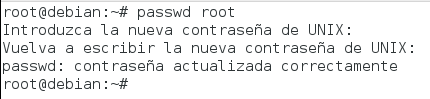 root@debian:~# passwd root
Introduzca la nueva contraseña de UNIX:
Vuelva a escribir la nueva contraseña de UNIX:
passwd: contraseña actualizada correctamente
root@debian:~#